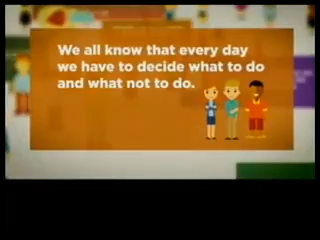 We all know that every day
we have to decide what to do
and what not to do.